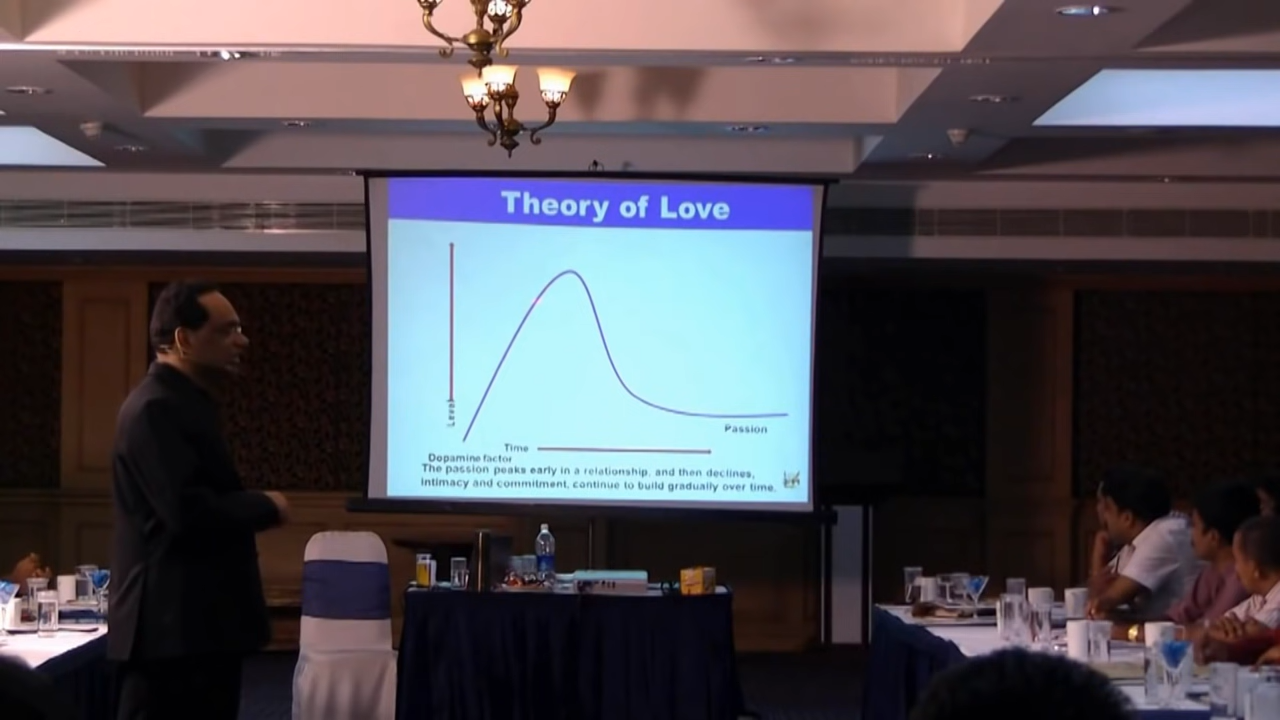 Theory of Love
Level
Passion
Time
Dopamine factor
The passion peaks early in a relationship, and then declines,
intimacy and commitment, continue to build gradually over time.